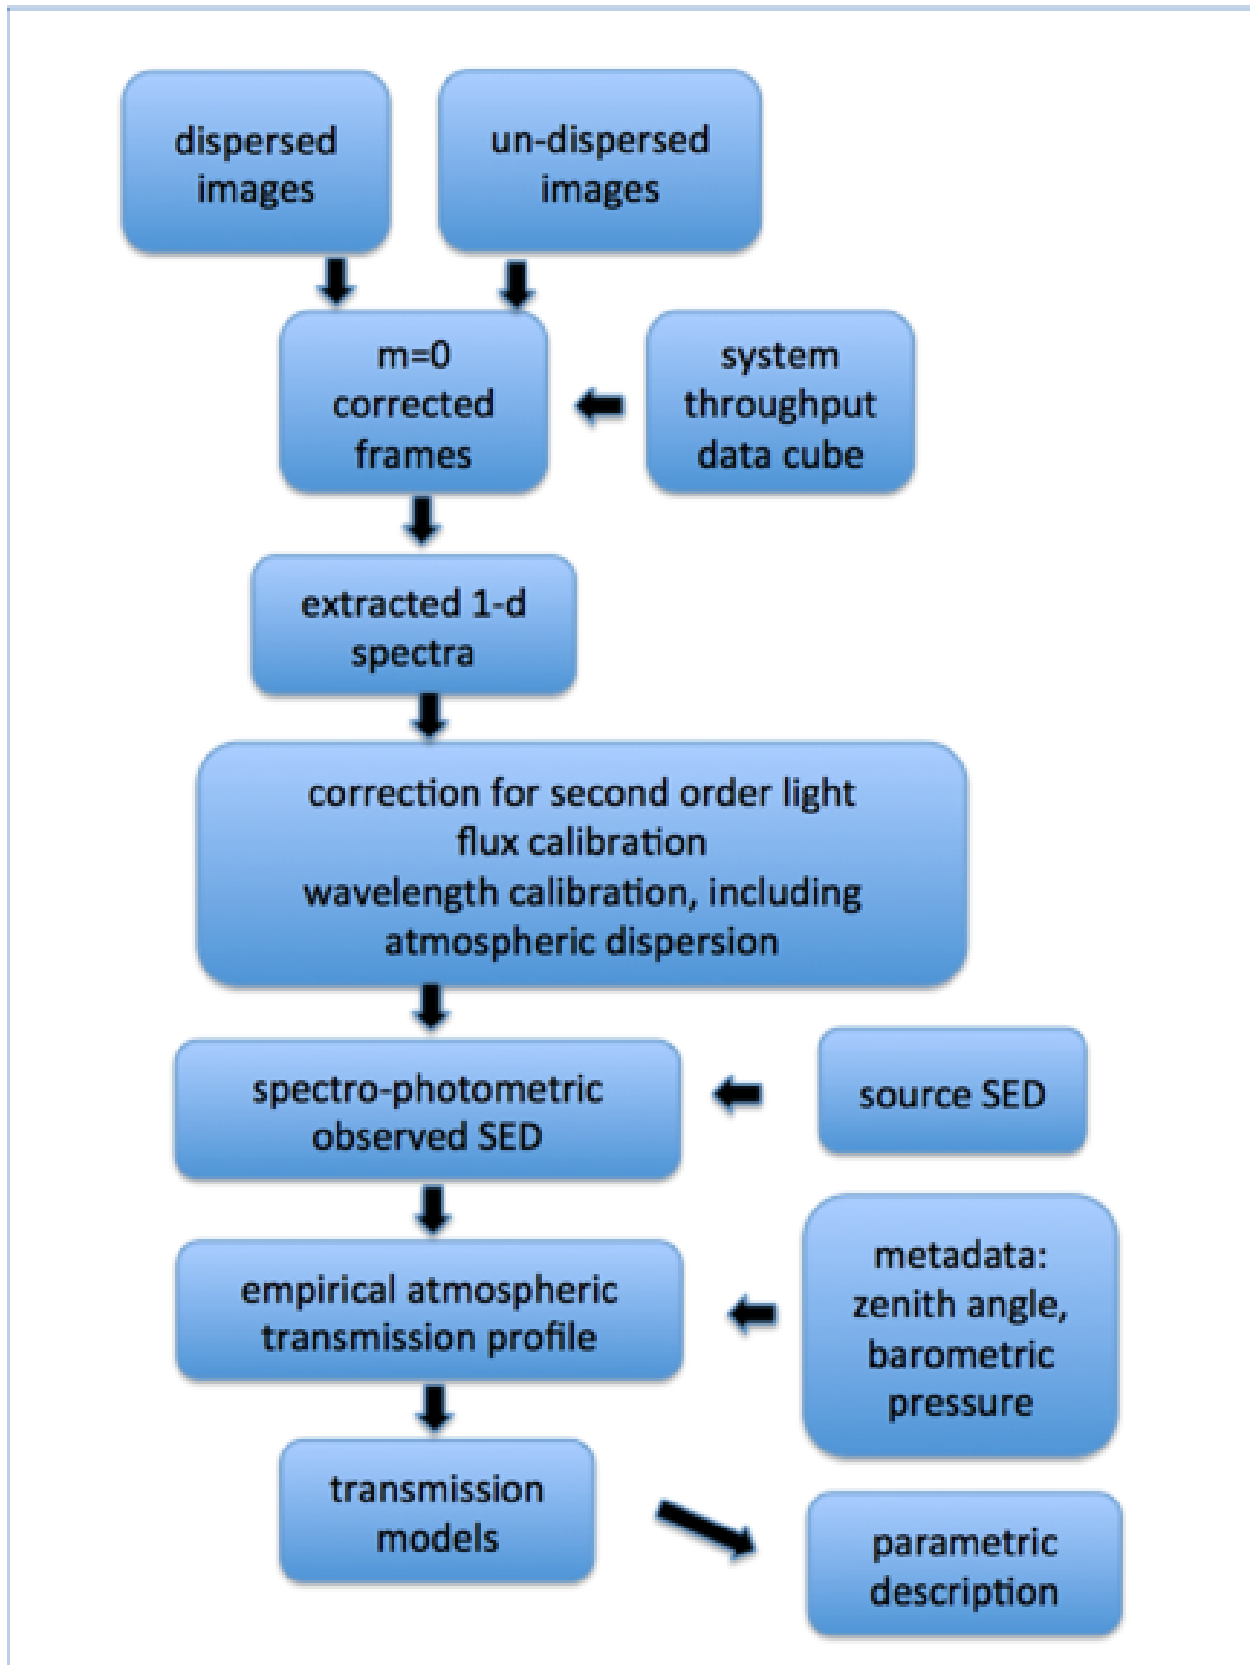 dispersed
images
un-dispersed
images
m=0
corrected
frames
system
throughput
data cube
extracted 1-d
spectra
correction for second order light
flux calibration
wavelength calibration, including
atmospheric dispersion
spectro-photometric
observed SED
source SED
empirical atmospheric
transmission profile
metadata:
zenith angle,
barometric
pressure
transmission
models
parametric
description